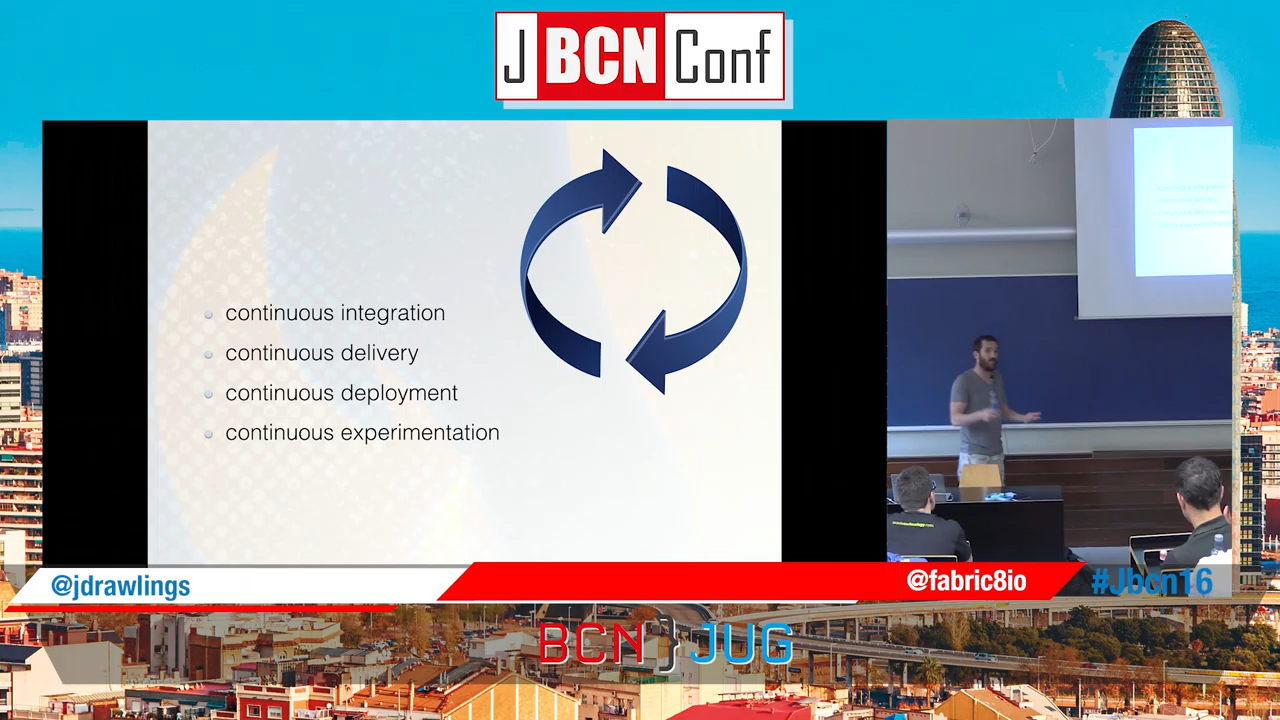 J BCN Conf
continuous integration
continuous delivery
continuous deployment
continuous experimentation
@jdrawlings
@fabric8io
#Jbcn16
BCN JUG